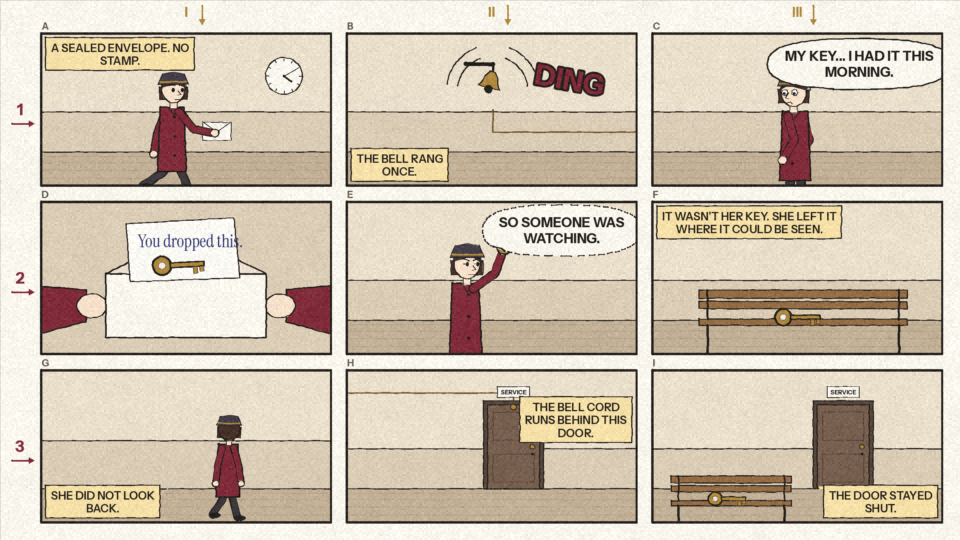 I
II
III
1
A
A SEALED ENVELOPE. NO
STAMP.
B
DING
THE BELL RANG
ONCE.
C
MY KEY... I HAD IT THIS
MORNING.
2
D
You dropped this.
E
SO SOMEONE WAS
WATCHING.
F
IT WASN'T HER KEY. SHE LEFT IT
WHERE IT COULD BE SEEN.
3
G
SHE DID NOT LOOK
BACK.
H
SERVICE
THE BELL CORD
RUNS BEHIND THIS
DOOR.
I
SERVICE
THE DOOR STAYED
SHUT.